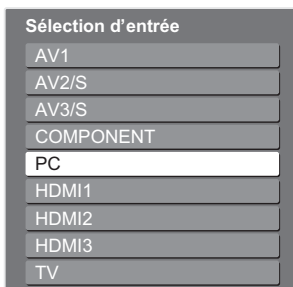 Sélection d’entrée
AV1
AV2/S
AV3/S
COMPONENT
PC
HDMI1
HDMI2
HDMI3
TV